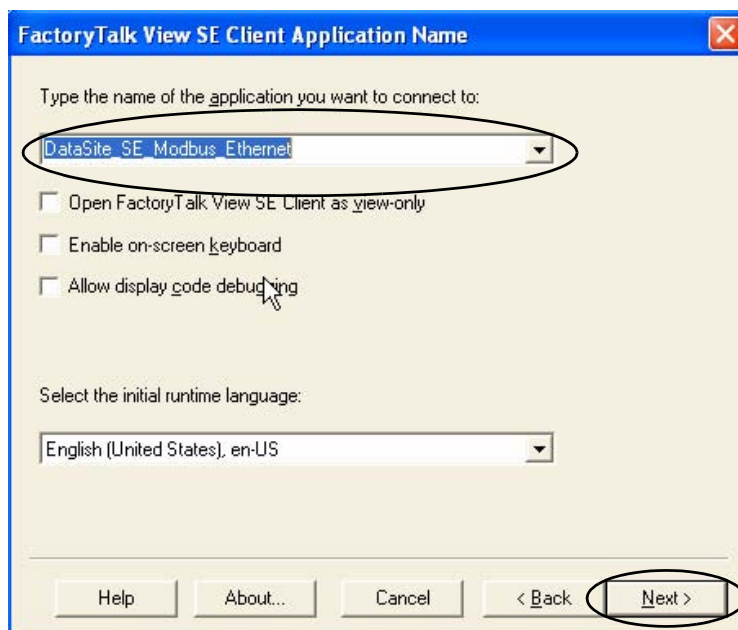 FactoryTalk View SE Client Application Name
Type the name of the application you want to connect to:
DataSite_SE_Modbus_Ethernet
Open FactoryTalk View SE Client as view-only
Enable on-screen keyboard
Allow display code debugging
Select the initial runtime language:
English (United States), en-US
Help About... Cancel < Back Next >